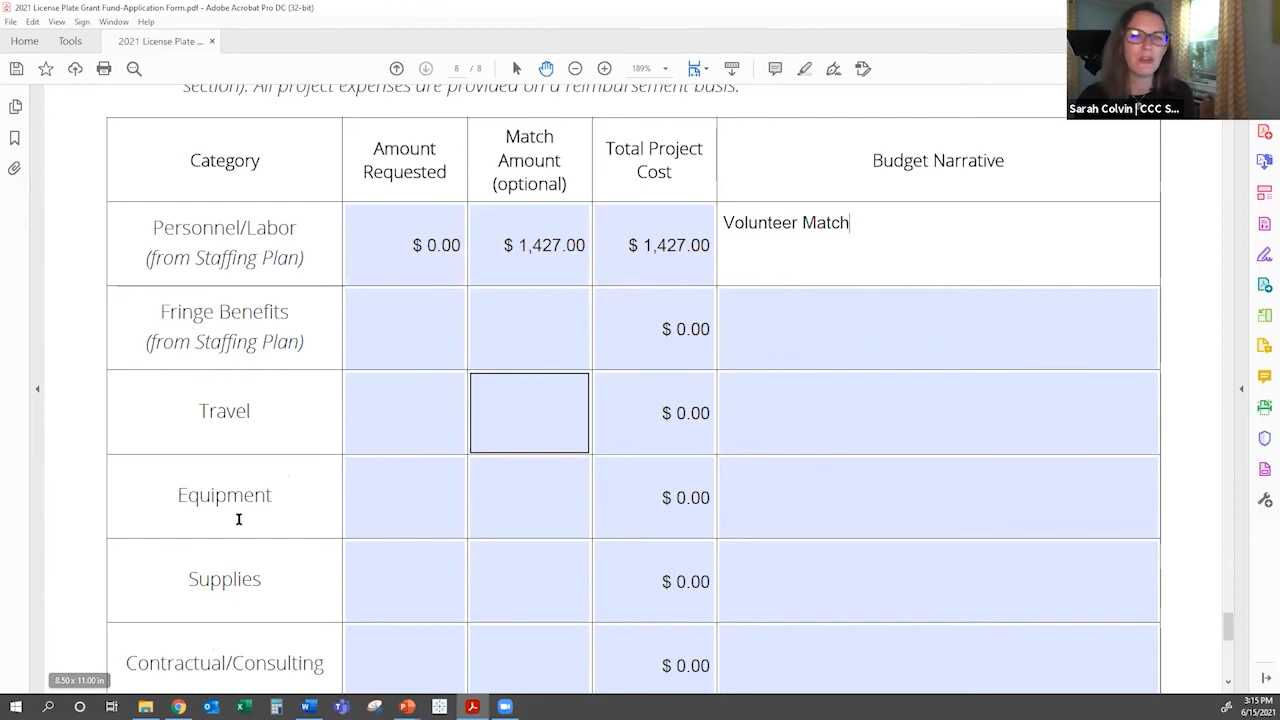 2021 License Plate Grant Fund-Application Form.pdf - Adobe Acrobat Pro DC (32-bit)
File Edit View Sign Window Help
Home Tools 2021 License Plate ... ×
8 / 8 189%
Sarah Colvin | CCC S...
section). All project expenses are provided on a reimbursement basis.
Category Amount Requested Match Amount (optional) Total Project Cost Budget Narrative
Personnel/Labor (from Staffing Plan) $ 0.00 $ 1,427.00 $ 1,427.00 Volunteer Match
Fringe Benefits (from Staffing Plan) $ 0.00
Travel $ 0.00
Equipment $ 0.00
Supplies $ 0.00
Contractual/Consulting $ 0.00
8.50 x 11.00 in
3:15 PM
6/15/2021